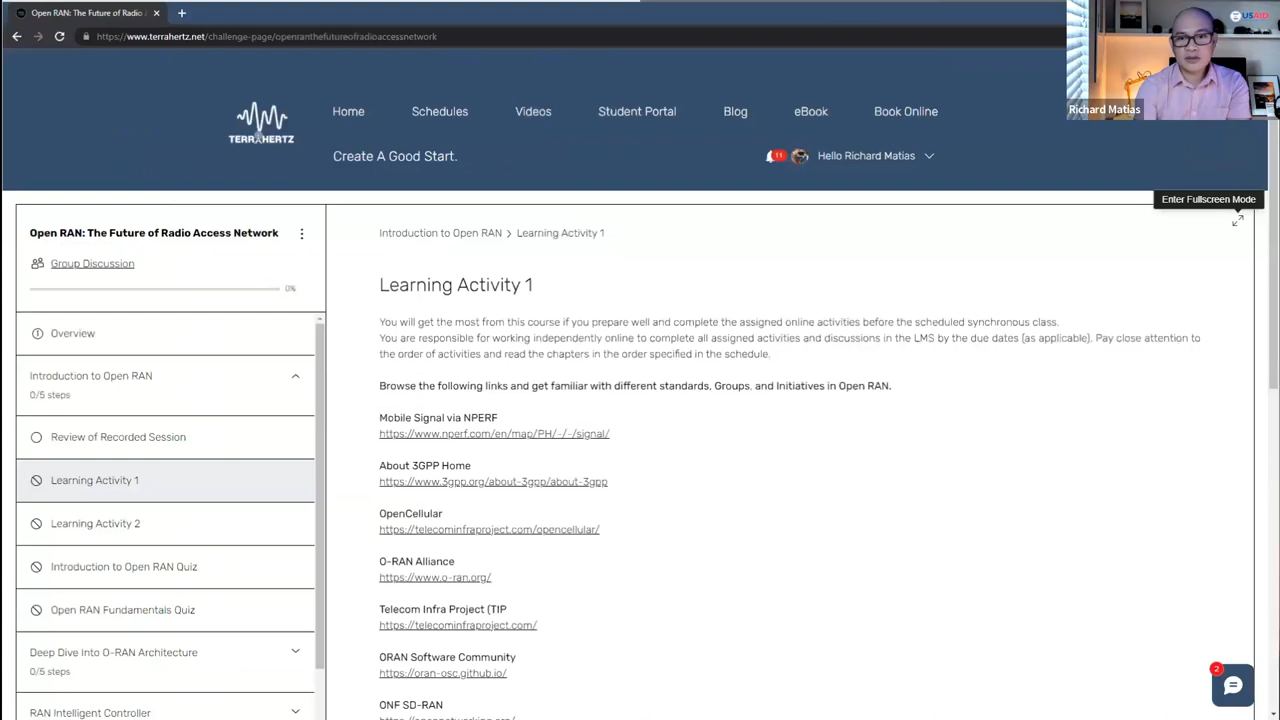 Open RAN: The Future of Radio
https://www.terrahertz.net/challenge-page/openranthefutureofradioaccessnetwork
USAID
Richard Matias
TERRAHERTZ
Home
Schedules
Videos
Student Portal
Blog
eBook
Book Online
Create A Good Start.
11
Hello Richard Matias
Enter Fullscreen Mode
Open RAN: The Future of Radio Access Network
Group Discussion
0%
Overview
Introduction to Open RAN
0/5 steps
Review of Recorded Session
Learning Activity 1
Learning Activity 2
Introduction to Open RAN Quiz
Open RAN Fundamentals Quiz
Deep Dive Into O-RAN Architecture
0/5 steps
RAN Intelligent Controller
Introduction to Open RAN > Learning Activity 1
Learning Activity 1
You will get the most from this course if you prepare well and complete the assigned online activities before the scheduled synchronous class.
You are responsible for working independently online to complete all assigned activities and discussions in the LMS by the due dates (as applicable). Pay close attention to
the order of activities and read the chapters in the order specified in the schedule.
Browse the following links and get familiar with different standards, Groups, and Initiatives in Open RAN.
Mobile Signal via NPERF
https://www.nperf.com/en/map/PH/-/-/signal/
About 3GPP Home
https://www.3gpp.org/about-3gpp/about-3gpp
OpenCellular
https://telecominfraproject.com/opencellular/
O-RAN Alliance
https://www.o-ran.org/
Telecom Infra Project (TIP
https://telecominfraproject.com/
ORAN Software Community
https://oran-osc.github.io/
ONF SD-RAN
2